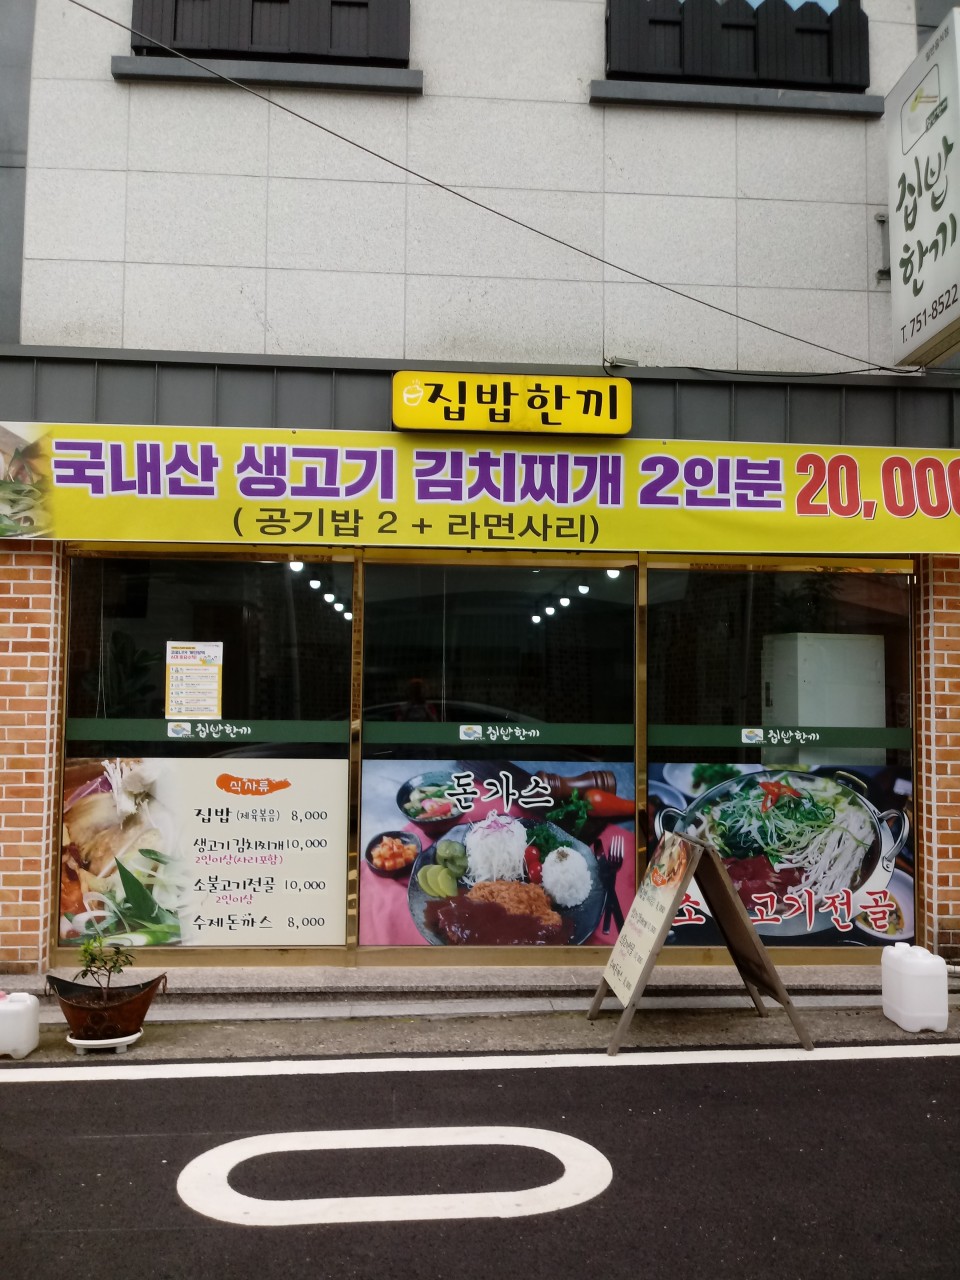 집밥
한끼
T. 751-8522
집밥한끼
국내산 생고기 김치찌개 2인분 20,000
( 공기밥 2 + 라면사리)
집밥한끼
집밥한끼
집밥한끼
식사류
집밥 (제육볶음) 8,000
생고기 김치찌개 10,000
2인이상(사리포함)
소불고기전골 10,000
2인이상
수제돈까스 8,000
돈가스
소 고기전골